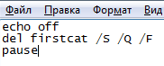 Файл Правка Формат Вид
echo off
del firstcat /S /Q /F
pause